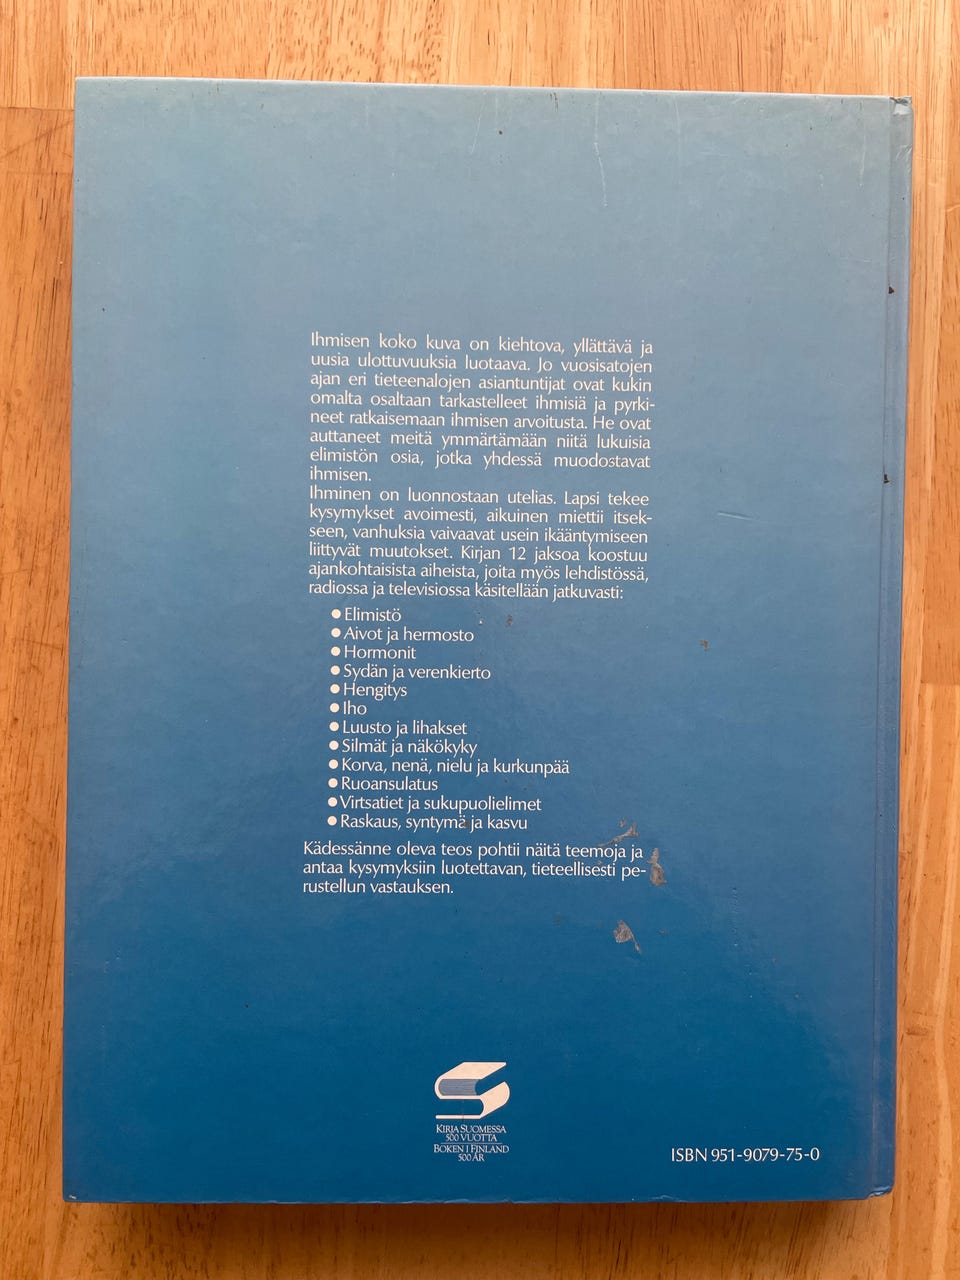 Ihmisen koko kuva on kiehtova, yllättävä ja
uusia ulottuvuuksia luotaava. Jo vuosisatojen
ajan eri tieteenalojen asiantuntijat ovat kukin
omalta osaltaan tarkastelleet ihmisiä ja pyrki-
neet ratkaisemaan ihmisen arvoitusta. He ovat
auttaneet meitä ymmärtämään niitä lukuisia
elimistön osia, jotka yhdessä muodostavat
ihmisen.
Ihminen on luonnostaan utelias. Lapsi tekee
kysymykset avoimesti, aikuinen miettii itsek-
seen, vanhuksia vaivaavat usein ikääntymiseen
liittyvät muutokset. Kirjan 12 jaksoa koostuu
ajankohtaisista aiheista, joita myös lehdistössä,
radiossa ja televisiossa käsitellään jatkuvasti:
● Elimistö
● Aivot ja hermosto
● Hormonit
● Sydän ja verenkierto
● Hengitys
● Iho
● Luusto ja lihakset
● Silmät ja näkökyky
● Korva, nenä, nielu ja kurkunpää
● Ruoansulatus
● Virtsatiet ja sukupuolielimet
● Raskaus, syntymä ja kasvu
Kädessänne oleva teos pohtii näitä teemoja ja
antaa kysymyksiin luotettavan, tieteellisesti pe-
rustellun vastauksen.
KIRJA SUOMESSA
500 VUOTTA
BOKEN I FINLAND
500 ÅR
ISBN 951-9079-75-0